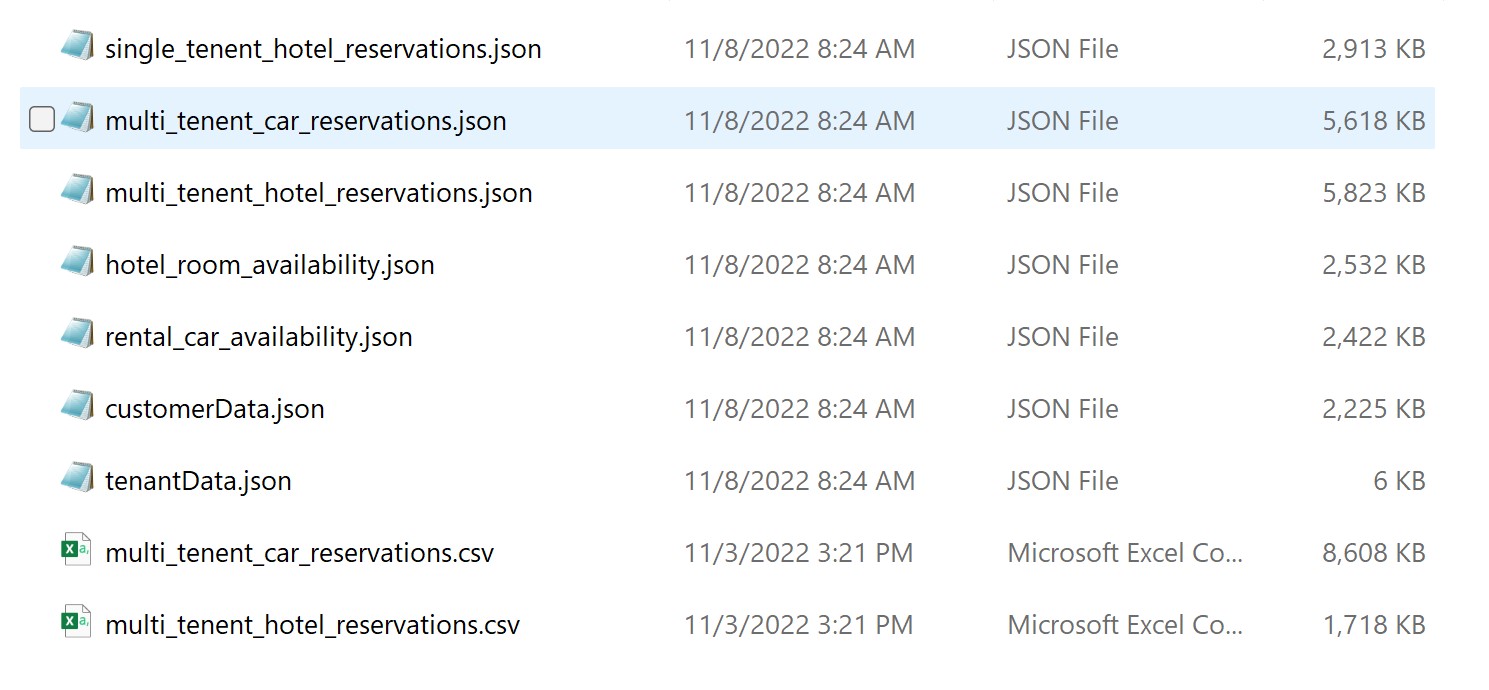 single_tenent_hotel_reservations.json 11/8/2022 8:24 AM JSON File 2,913 KB
multi_tenent_car_reservations.json 11/8/2022 8:24 AM JSON File 5,618 KB
multi_tenent_hotel_reservations.json 11/8/2022 8:24 AM JSON File 5,823 KB
hotel_room_availability.json 11/8/2022 8:24 AM JSON File 2,532 KB
rental_car_availability.json 11/8/2022 8:24 AM JSON File 2,422 KB
customerData.json 11/8/2022 8:24 AM JSON File 2,225 KB
tenantData.json 11/8/2022 8:24 AM JSON File 6 KB
multi_tenent_car_reservations.csv 11/3/2022 3:21 PM Microsoft Excel Co... 8,608 KB
multi_tenent_hotel_reservations.csv 11/3/2022 3:21 PM Microsoft Excel Co... 1,718 KB